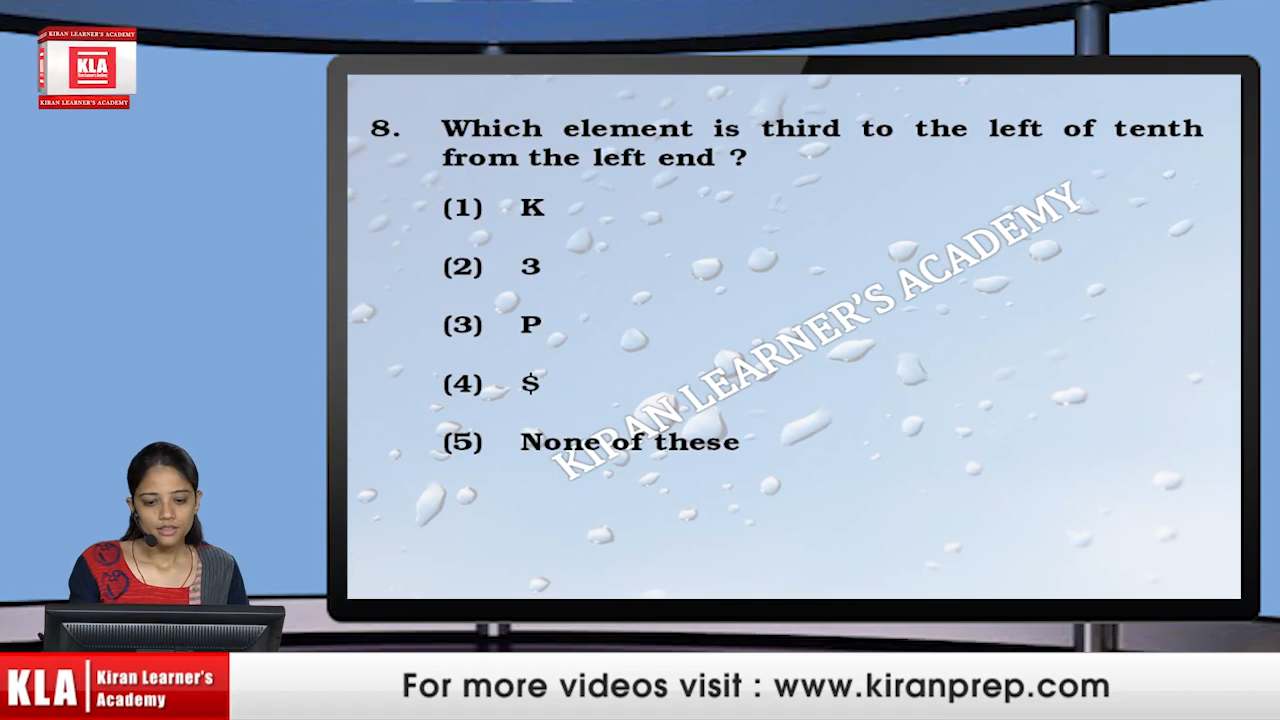 KIRAN LEARNER'S ACADEMY
KLA
KIRAN LEARNER'S ACADEMY
8. Which element is third to the left of tenth
from the left end ?
(1) K
(2) 3
(3) P
(4) $
(5) None of these
KIRAN LEARNER'S ACADEMY
KLA Kiran Learner's
Academy
For more videos visit : www.kiranprep.com